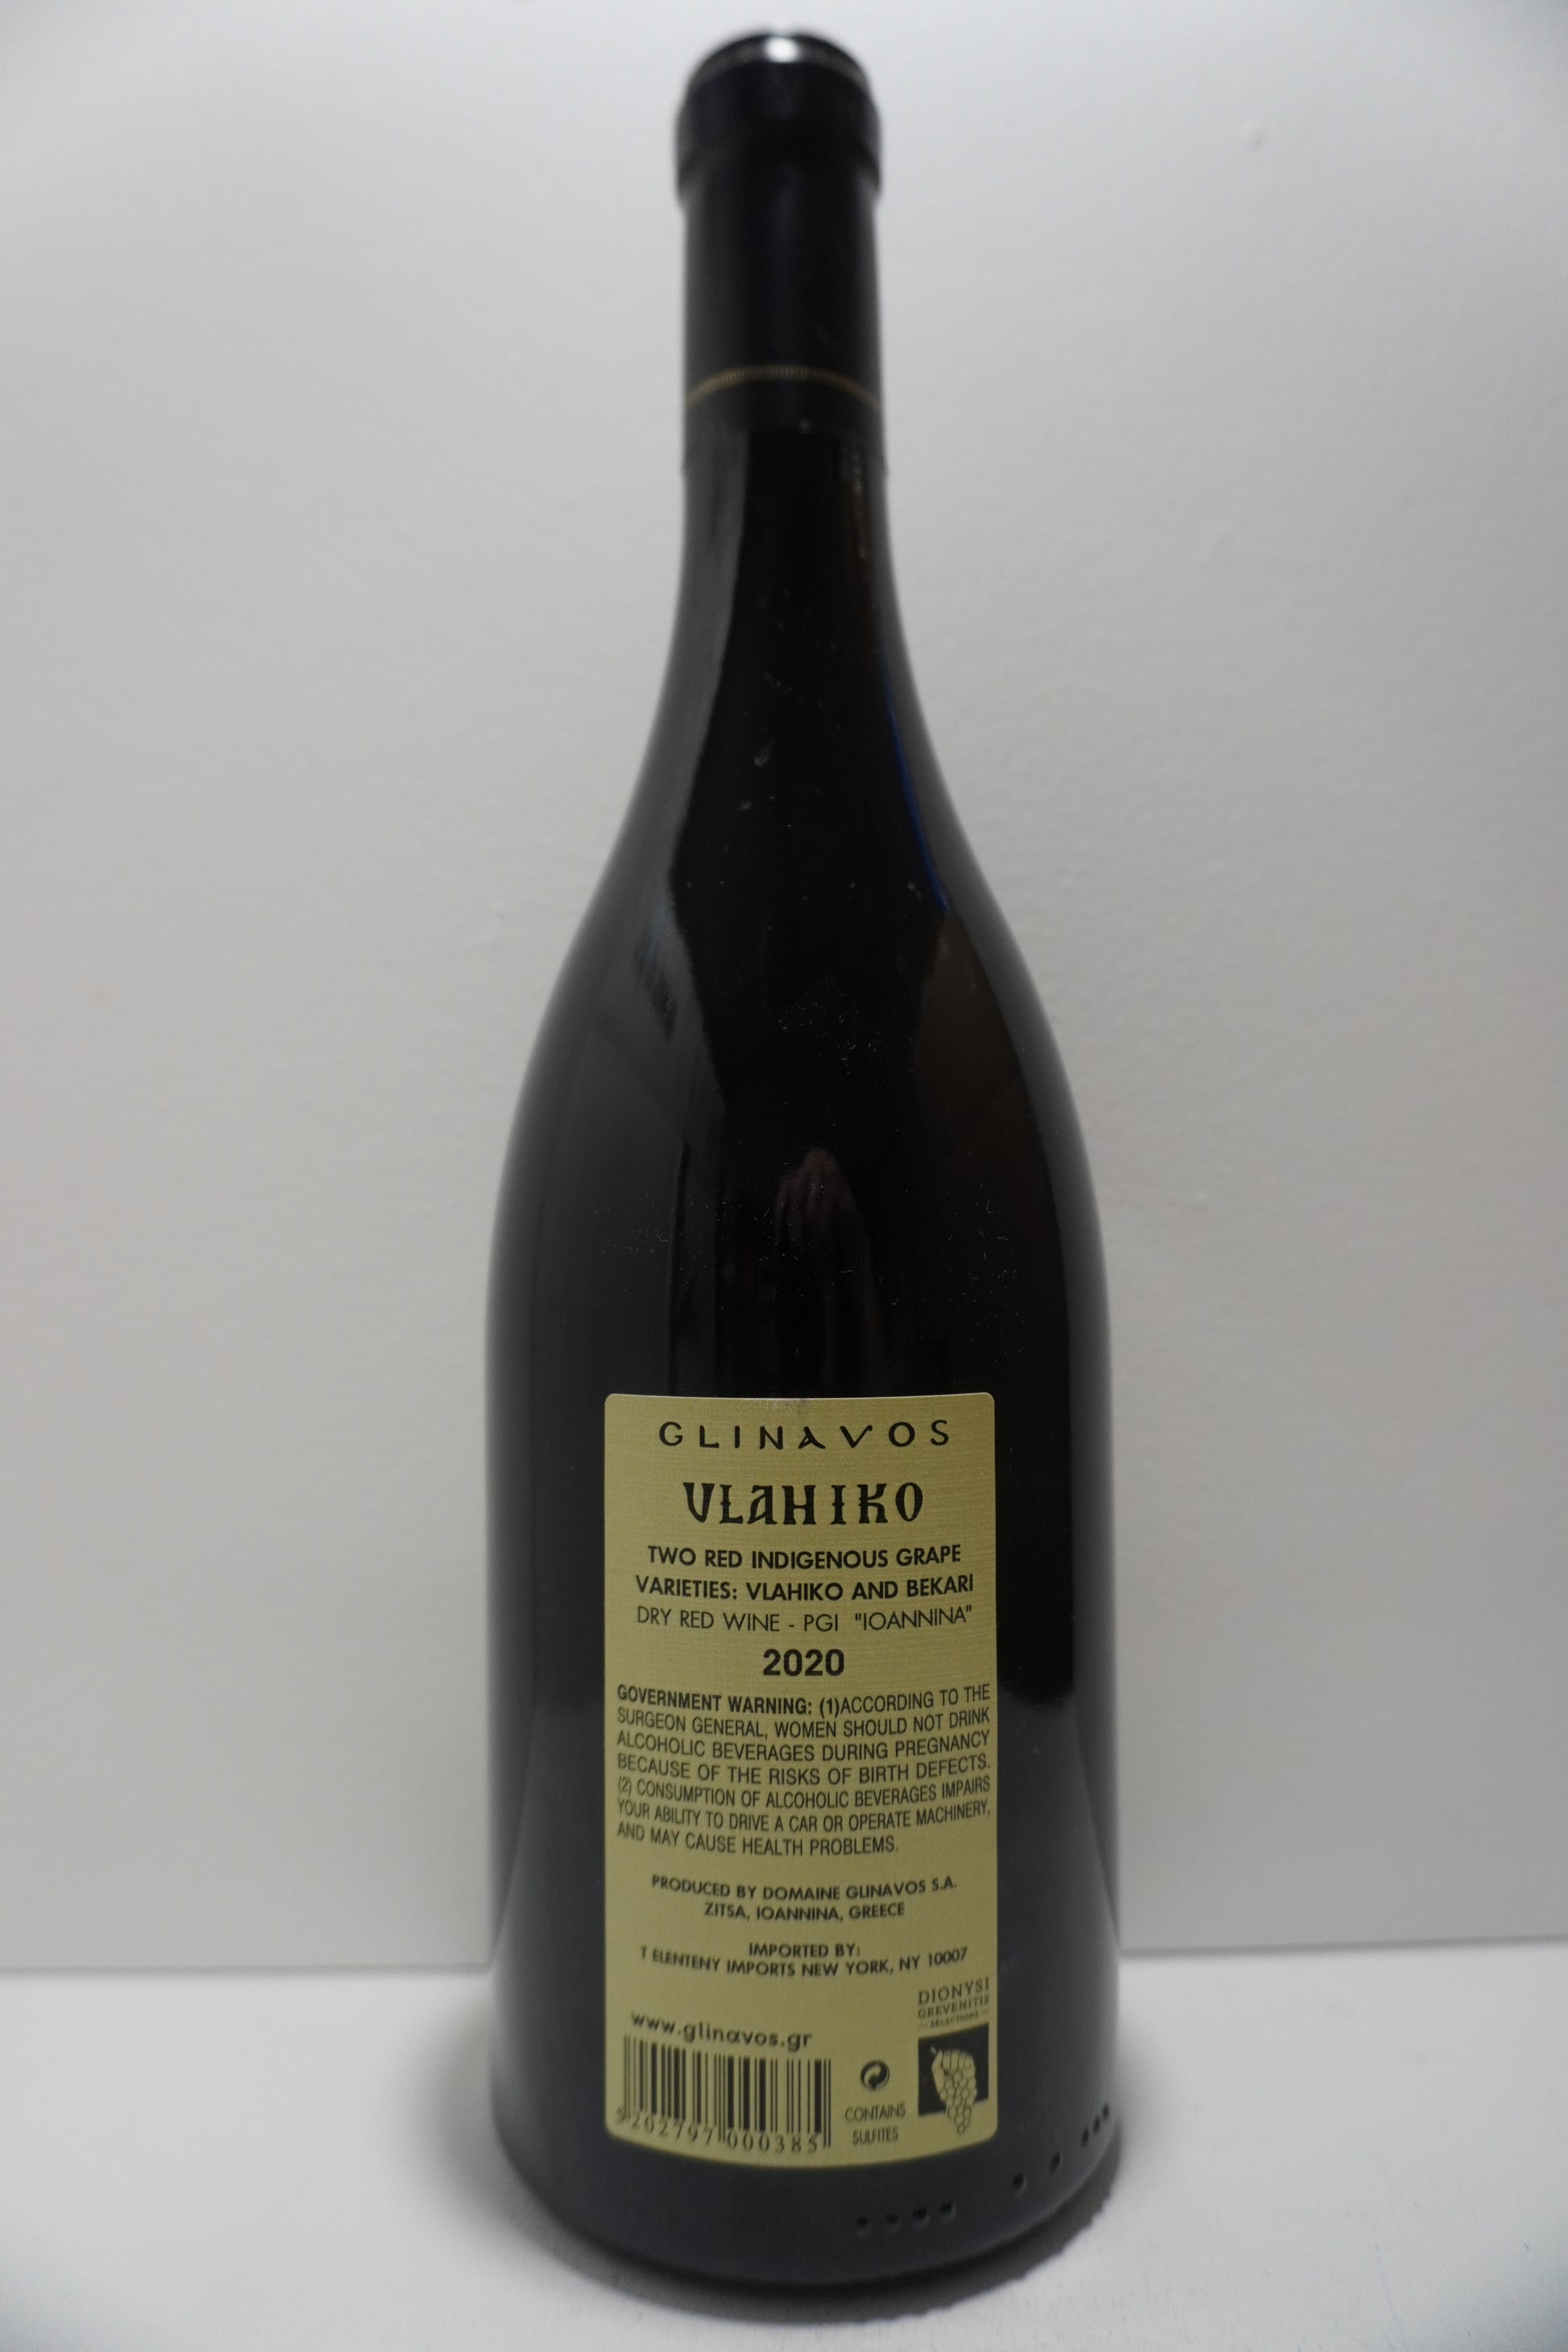 GLINAVOS
VLAHIKO
TWO RED INDIGENOUS GRAPE
VARIETIES: VLAHIKO AND BEKARI
DRY RED WINE - PGI "IOANNINA"
2020
GOVERNMENT WARNING: (1)ACCORDING TO THE
SURGEON GENERAL, WOMEN SHOULD NOT DRINK
ALCOHOLIC BEVERAGES DURING PREGNANCY
BECAUSE OF THE RISKS OF BIRTH DEFECTS.
(2) CONSUMPTION OF ALCOHOLIC BEVERAGES IMPAIRS
YOUR ABILITY TO DRIVE A CAR OR OPERATE MACHINERY,
AND MAY CAUSE HEALTH PROBLEMS.
PRODUCED BY DOMAINE GLINAVOS S.A.
ZITSA, IOANNINA, GREECE
IMPORTED BY:
T ELENTENY IMPORTS NEW YORK, NY 10007
DIONYSI
GREVENITIS
— SELECTIONS —
www.glinavos.gr
CONTAINS
SULFITES
5202797 000385